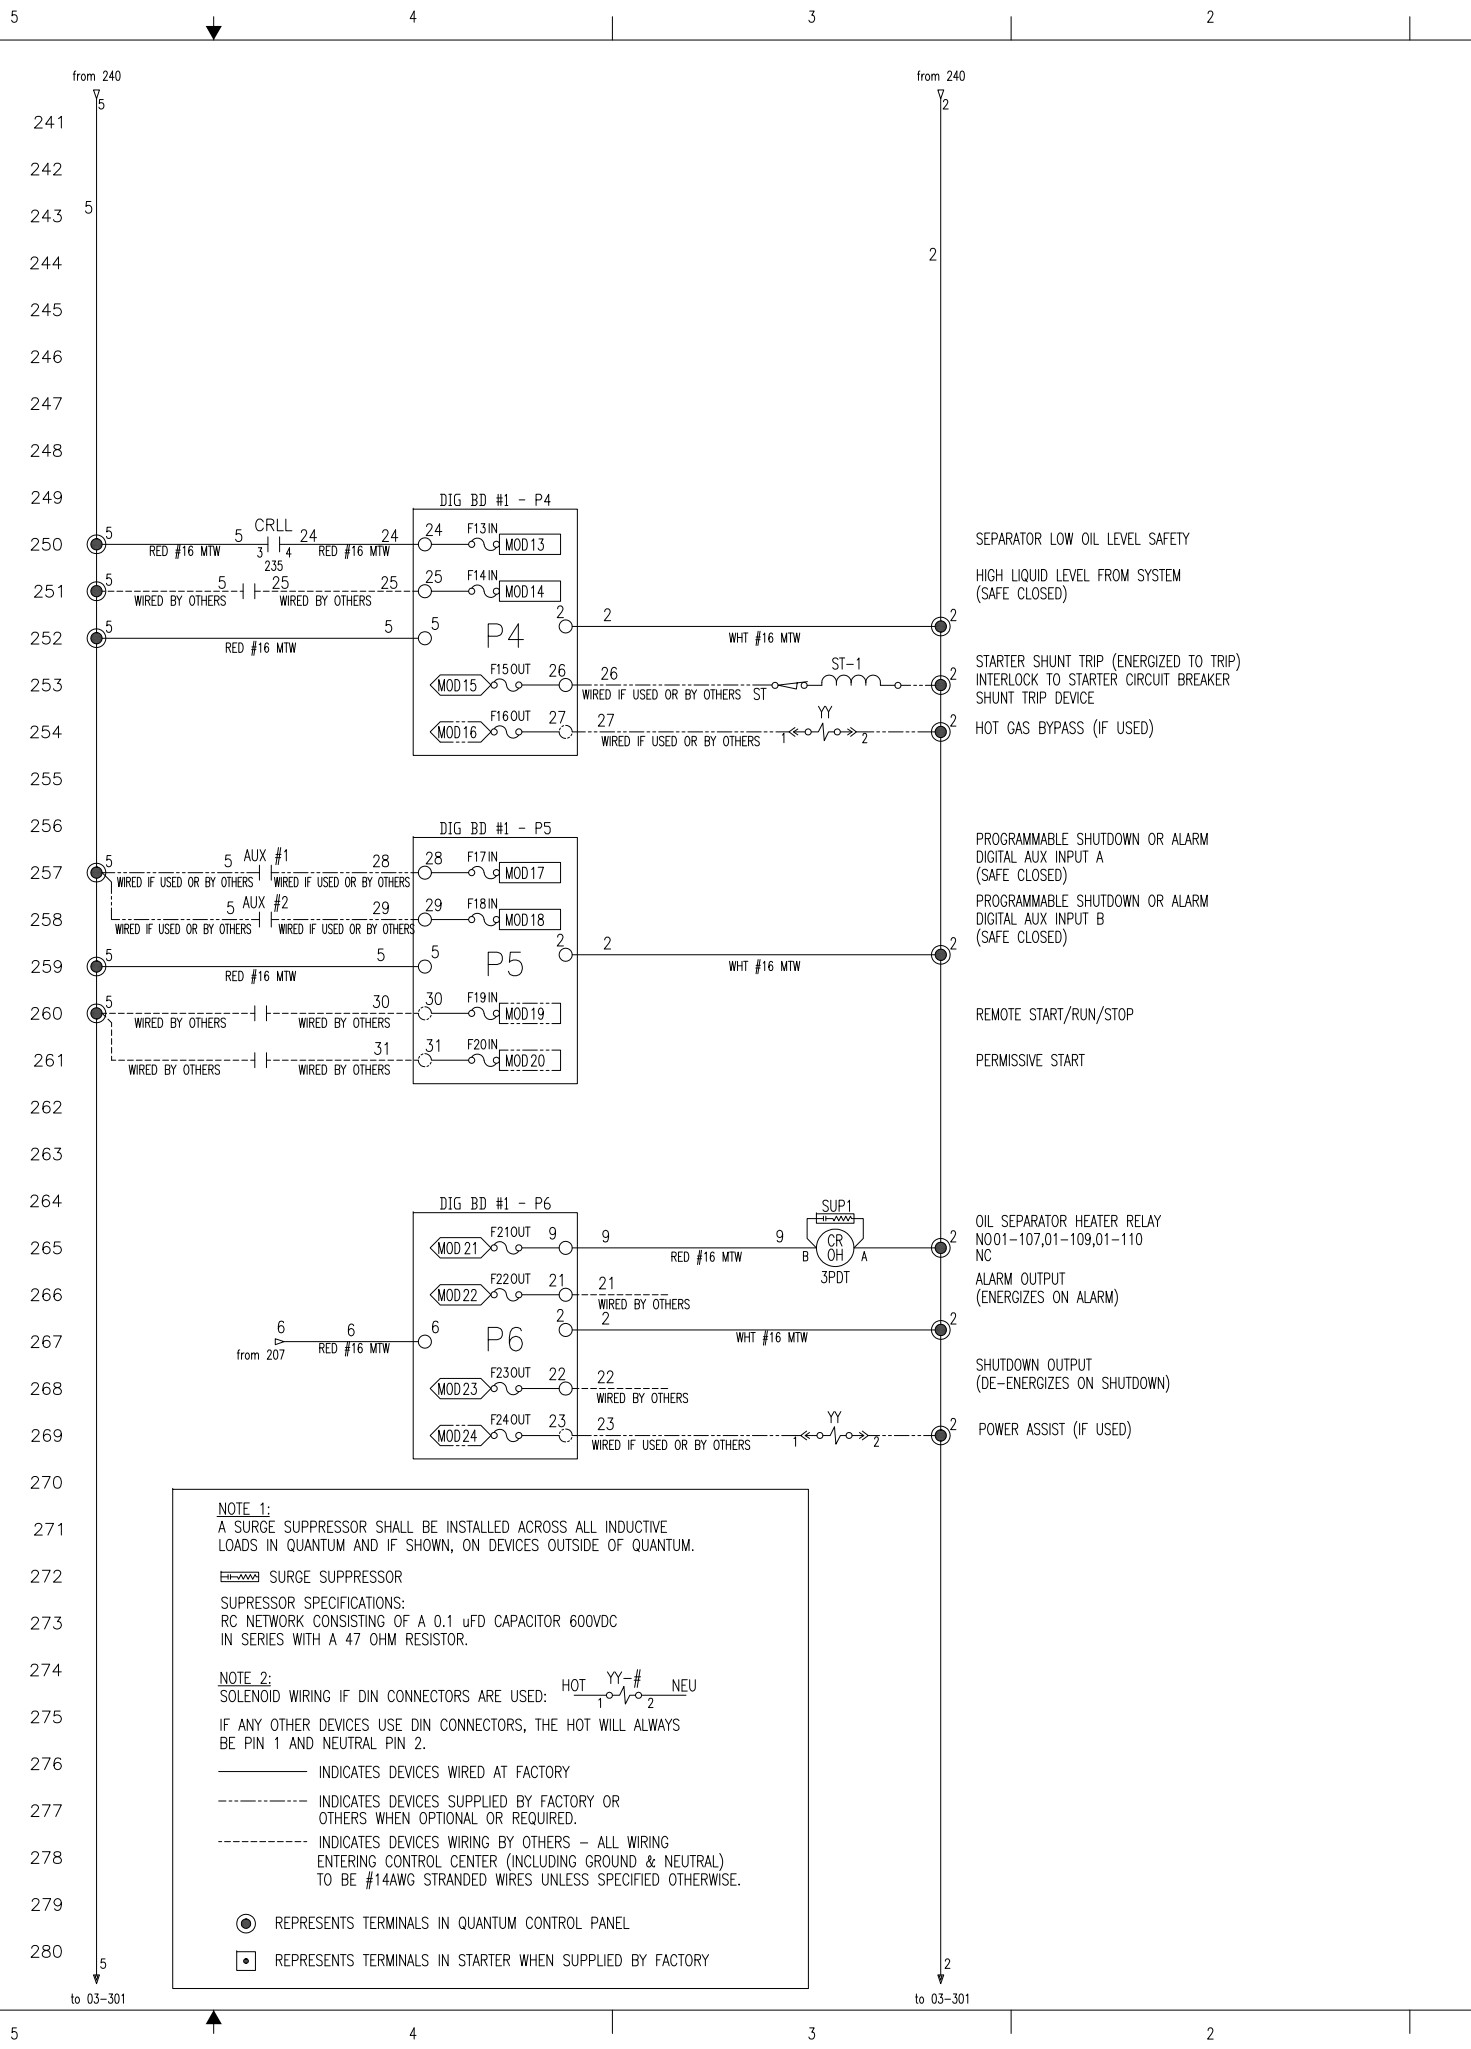 5 4 3 2
from 240 from 240
5 2
241
242
243 5
244 2
245
246
247
248
249 DIG BD #1 - P4
250 5 5 CRLL 24 24 24 F13IN MOD13 SEPARATOR LOW OIL LEVEL SAFETY
RED #16 MTW 3 4 RED #16 MTW
235
251 5 5 25 25 25 F14IN MOD14 HIGH LIQUID LEVEL FROM SYSTEM
WIRED BY OTHERS WIRED BY OTHERS (SAFE CLOSED)
252 5 5 5 P4 2 2 2
RED #16 MTW WHT #16 MTW
253 MOD15 F15OUT 26 26 ST-1 2 STARTER SHUNT TRIP (ENERGIZED TO TRIP)
WIRED IF USED OR BY OTHERS ST INTERLOCK TO STARTER CIRCUIT BREAKER
SHUNT TRIP DEVICE
254 MOD16 F16OUT 27 27 YY 2 HOT GAS BYPASS (IF USED)
WIRED IF USED OR BY OTHERS 1 2
255
256 DIG BD #1 - P5
PROGRAMMABLE SHUTDOWN OR ALARM
257 5 5 AUX #1 28 28 F17IN MOD17 DIGITAL AUX INPUT A
WIRED IF USED OR BY OTHERS WIRED IF USED OR BY OTHERS (SAFE CLOSED)
PROGRAMMABLE SHUTDOWN OR ALARM
258 5 AUX #2 29 29 F18IN MOD18 DIGITAL AUX INPUT B
WIRED IF USED OR BY OTHERS WIRED IF USED OR BY OTHERS (SAFE CLOSED)
259 5 5 5 P5 2 2 2
RED #16 MTW WHT #16 MTW
260 5 30 30 F19IN MOD19 REMOTE START/RUN/STOP
WIRED BY OTHERS WIRED BY OTHERS
261 31 31 F20IN MOD20 PERMISSIVE START
WIRED BY OTHERS WIRED BY OTHERS
262
263
264 DIG BD #1 - P6 SUP1
265 MOD21 F21OUT 9 9 9 CR OH 2 OIL SEPARATOR HEATER RELAY
RED #16 MTW B A NO01-107,01-109,01-110
3PDT NC
266 MOD22 F22OUT 21 21 ALARM OUTPUT
WIRED BY OTHERS (ENERGIZES ON ALARM)
267 6 6 6 P6 2 2 2
from 207 RED #16 MTW WHT #16 MTW
SHUTDOWN OUTPUT
268 MOD23 F23OUT 22 22 (DE-ENERGIZES ON SHUTDOWN)
WIRED BY OTHERS
269 MOD24 F24OUT 23 23 YY 2 POWER ASSIST (IF USED)
WIRED IF USED OR BY OTHERS 1 2
270
NOTE 1:
271 A SURGE SUPPRESSOR SHALL BE INSTALLED ACROSS ALL INDUCTIVE
LOADS IN QUANTUM AND IF SHOWN, ON DEVICES OUTSIDE OF QUANTUM.
272 SURGE SUPPRESSOR
SUPRESSOR SPECIFICATIONS:
273 RC NETWORK CONSISTING OF A 0.1 uFD CAPACITOR 600VDC
IN SERIES WITH A 47 OHM RESISTOR.
274 NOTE 2:
SOLENOID WIRING IF DIN CONNECTORS ARE USED: HOT YY-# NEU
1 2
275 IF ANY OTHER DEVICES USE DIN CONNECTORS, THE HOT WILL ALWAYS
BE PIN 1 AND NEUTRAL PIN 2.
276 INDICATES DEVICES WIRED AT FACTORY
277 INDICATES DEVICES SUPPLIED BY FACTORY OR
OTHERS WHEN OPTIONAL OR REQUIRED.
INDICATES DEVICES WIRING BY OTHERS - ALL WIRING
278 ENTERING CONTROL CENTER (INCLUDING GROUND & NEUTRAL)
TO BE #14AWG STRANDED WIRES UNLESS SPECIFIED OTHERWISE.
279 REPRESENTS TERMINALS IN QUANTUM CONTROL PANEL
280 REPRESENTS TERMINALS IN STARTER WHEN SUPPLIED BY FACTORY
5 2
to 03-301 to 03-301
5 4 3 2